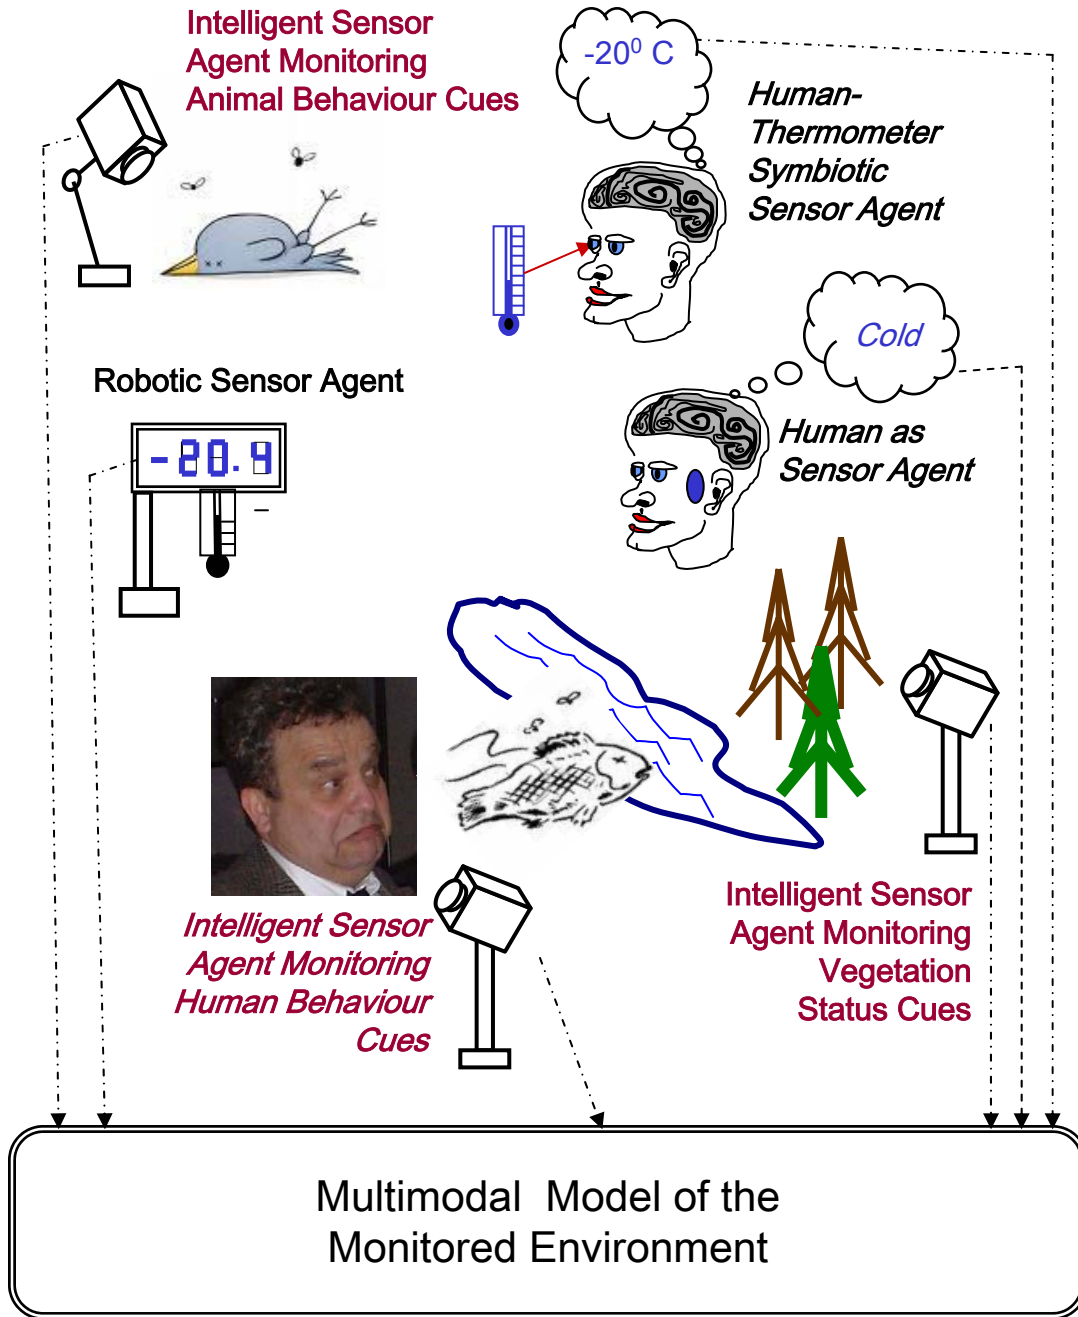 Intelligent Sensor
Agent Monitoring
Animal Behaviour Cues
-20⁰ C
Human-
Thermometer
Symbiotic
Sensor Agent
Cold
Human as
Sensor Agent
Robotic Sensor Agent
-20.4
Intelligent Sensor
Agent Monitoring
Human Behaviour
Cues
Intelligent Sensor
Agent Monitoring
Vegetation
Status Cues
Multimodal Model of the
Monitored Environment